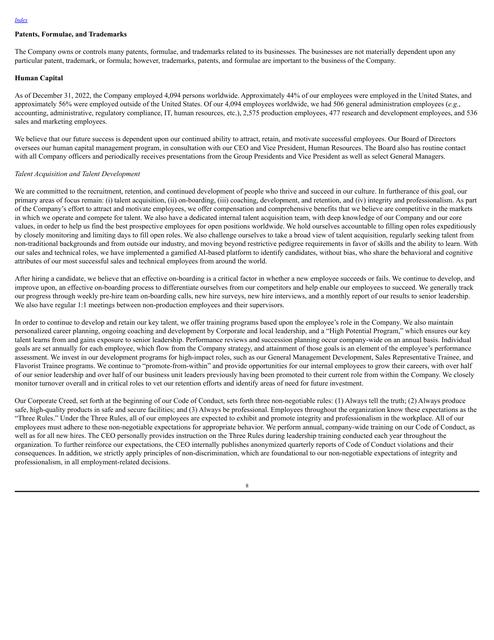 Index
Patents, Formulae, and Trademarks
The Company owns or controls many patents, formulae, and trademarks related to its businesses. The businesses are not materially dependent upon any
particular patent, trademark, or formula; however, trademarks, patents, and formulae are important to the business of the Company.
Human Capital
As of December 31, 2022, the Company employed 4,094 persons worldwide. Approximately 44% of our employees were employed in the United States, and
approximately 56% were employed outside of the United States. Of our 4,094 employees worldwide, we had 506 general administration employees (e.g.,
accounting, administrative, regulatory compliance, IT, human resources, etc.), 2,575 production employees, 477 research and development employees, and 536
sales and marketing employees.
We believe that our future success is dependent upon our continued ability to attract, retain, and motivate successful employees. Our Board of Directors
oversees our human capital management program, in consultation with our CEO and Vice President, Human Resources. The Board also has routine contact
with all Company officers and periodically receives presentations from the Group Presidents and Vice President as well as select General Managers.
Talent Acquisition and Talent Development
We are committed to the recruitment, retention, and continued development of people who thrive and succeed in our culture. In furtherance of this goal, our
primary areas of focus remain: (i) talent acquisition, (ii) on-boarding, (iii) coaching, development, and retention, and (iv) integrity and professionalism. As part
of the Company's effort to attract and motivate employees, we offer compensation and comprehensive benefits that we believe are competitive in the markets
in which we operate and compete for talent. We also have a dedicated internal talent acquisition team, with deep knowledge of our Company and our core
values, in order to help us find the best prospective employees for open positions worldwide. We hold ourselves accountable to filling open roles expeditiously
by closely monitoring and limiting days to fill open roles. We also challenge ourselves to take a broad view of talent acquisition, regularly seeking talent from
non-traditional backgrounds and from outside our industry, and moving beyond restrictive pedigree requirements in favor of skills and the ability to learn. With
our sales and technical roles, we have implemented a gamified AI-based platform to identify candidates, without bias, who share the behavioral and cognitive
attributes of our most successful sales and technical employees from around the world.
After hiring a candidate, we believe that an effective on-boarding is a critical factor in whether a new employee succeeds or fails. We continue to develop, and
improve upon, an effective on-boarding process to differentiate ourselves from our competitors and help enable our employees to succeed. We generally track
our progress through weekly pre-hire team on-boarding calls, new hire surveys, new hire interviews, and a monthly report of our results to senior leadership.
We also have regular 1:1 meetings between non-production employees and their supervisors.
In order to continue to develop and retain our key talent, we offer training programs based upon the employee's role in the Company. We also maintain
personalized career planning, ongoing coaching and development by Corporate and local leadership, and a "High Potential Program," which ensures our key
talent learns from and gains exposure to senior leadership. Performance reviews and succession planning occur company-wide on an annual basis. Individual
goals are set annually for each employee, which flow from the Company strategy, and attainment of those goals is an element of the employee's performance
assessment. We invest in our development programs for high-impact roles, such as our General Management Development, Sales Representative Trainee, and
Flavorist Trainee programs. We continue to "promote-from-within" and provide opportunities for our internal employees to grow their careers, with over half
of our senior leadership and over half of our business unit leaders previously having been promoted to their current role from within the Company. We closely
monitor turnover overall and in critical roles to vet our retention efforts and identify areas of need for future investment.
Our Corporate Creed, set forth at the beginning of our Code of Conduct, sets forth three non-negotiable rules: (1) Always tell the truth; (2) Always produce
safe, high-quality products in safe and secure facilities; and (3) Always be professional. Employees throughout the organization know these expectations as the
"Three Rules." Under the Three Rules, all of our employees are expected to exhibit and promote integrity and professionalism in the workplace. All of our
employees must adhere to these non-negotiable expectations for appropriate behavior. We perform annual, company-wide training on our Code of Conduct, as
well as for all new hires. The CEO personally provides instruction on the Three Rules during leadership training conducted each year throughout the
organization. To further reinforce our expectations, the CEO internally publishes anonymized quarterly reports of Code of Conduct violations and their
consequences. In addition, we strictly apply principles of non-discrimination, which are foundational to our non-negotiable expectations of integrity and
professionalism, in all employment-related decisions.
8